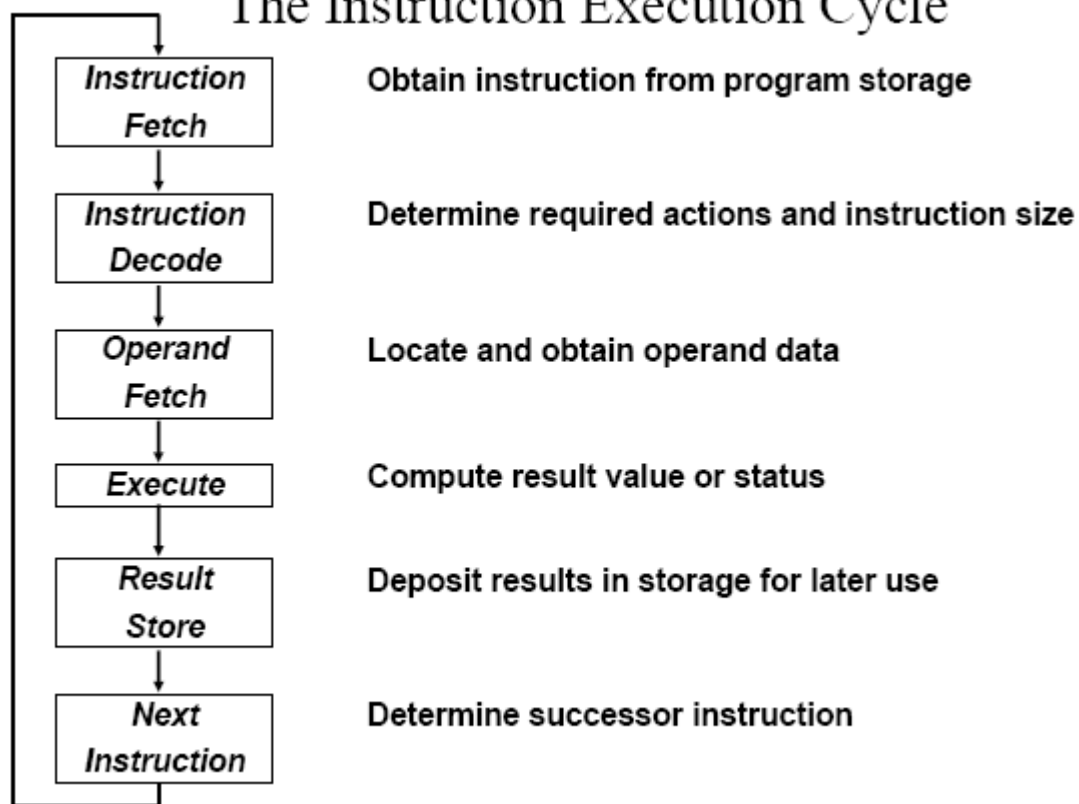 The Instruction Execution Cycle
Instruction
Fetch
Obtain instruction from program storage
Instruction
Decode
Determine required actions and instruction size
Operand
Fetch
Locate and obtain operand data
Execute
Compute result value or status
Result
Store
Deposit results in storage for later use
Next
Instruction
Determine successor instruction